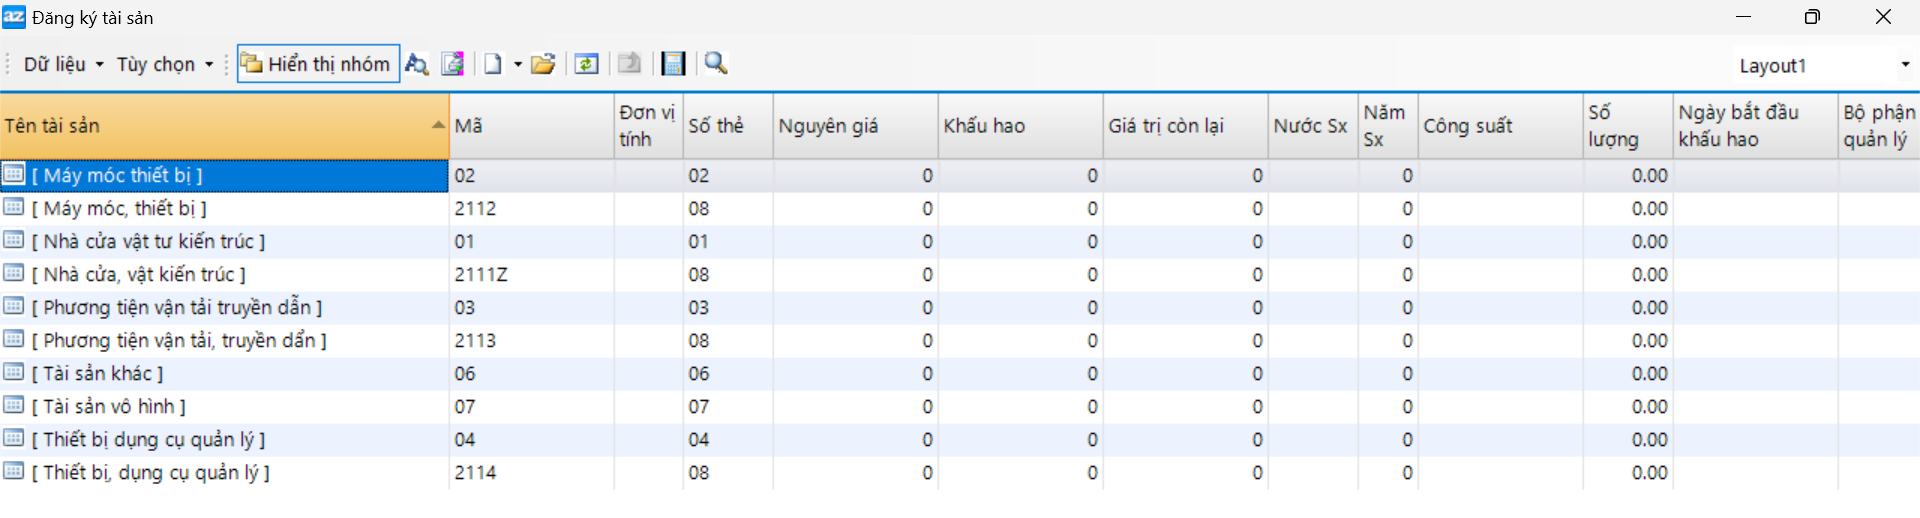 az Đăng ký tài sản
Dữ liệu Tùy chọn Hiển thị nhóm Layout1
Tên tài sản Mã Đơn vị tính Số thẻ Nguyên giá Khấu hao Giá trị còn lại Nước Sx Năm Sx Công suất Số lượng Ngày bắt đầu khấu hao Bộ phận quản lý
[ Máy móc thiết bị ] 02 02 0 0 0 0 0.00
[ Máy móc, thiết bị ] 2112 08 0 0 0 0 0.00
[ Nhà cửa vật tư kiến trúc ] 01 01 0 0 0 0 0.00
[ Nhà cửa, vật kiến trúc ] 2111Z 08 0 0 0 0 0.00
[ Phương tiện vận tải truyền dẫn ] 03 03 0 0 0 0 0.00
[ Phương tiện vận tải, truyền dẩn ] 2113 08 0 0 0 0 0.00
[ Tài sản khác ] 06 06 0 0 0 0 0.00
[ Tài sản vô hình ] 07 07 0 0 0 0 0.00
[ Thiết bị dụng cụ quản lý ] 04 04 0 0 0 0 0.00
[ Thiết bị, dụng cụ quản lý ] 2114 08 0 0 0 0 0.00